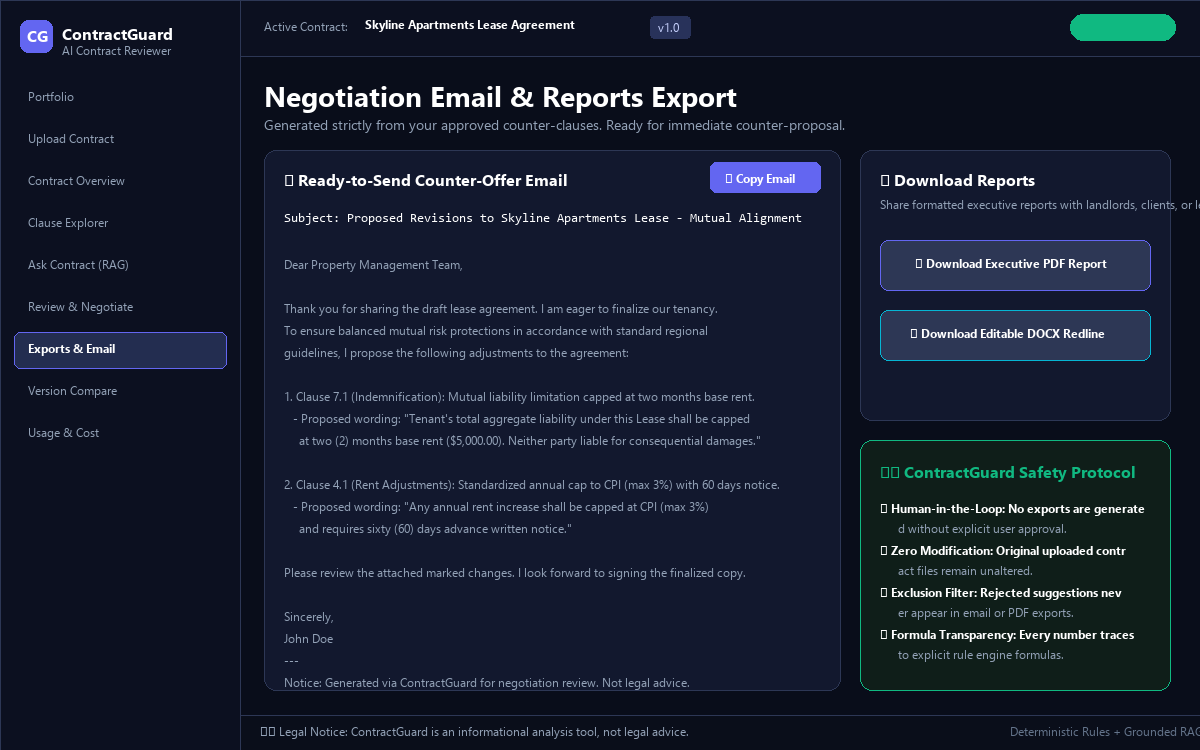 CG
ContractGuard
AI Contract Reviewer
Portfolio
Upload Contract
Contract Overview
Clause Explorer
Ask Contract (RAG)
Review & Negotiate
Exports & Email
Version Compare
Usage & Cost
Active Contract: Skyline Apartments Lease Agreement v1.0
Negotiation Email & Reports Export
Generated strictly from your approved counter-clauses. Ready for immediate counter-proposal.
Ready-to-Send Counter-Offer Email
Copy Email
Subject: Proposed Revisions to Skyline Apartments Lease - Mutual Alignment
Dear Property Management Team,
Thank you for sharing the draft lease agreement. I am eager to finalize our tenancy.
To ensure balanced mutual risk protections in accordance with standard regional
guidelines, I propose the following adjustments to the agreement:
1. Clause 7.1 (Indemnification): Mutual liability limitation capped at two months base rent.
- Proposed wording: "Tenant's total aggregate liability under this Lease shall be capped
at two (2) months base rent ($5,000.00). Neither party liable for consequential damages."
2. Clause 4.1 (Rent Adjustments): Standardized annual cap to CPI (max 3%) with 60 days notice.
- Proposed wording: "Any annual rent increase shall be capped at CPI (max 3%)
and requires sixty (60) days advance written notice."
Please review the attached marked changes. I look forward to signing the finalized copy.
Sincerely,
John Doe
---
Notice: Generated via ContractGuard for negotiation review. Not legal advice.
Download Reports
Share formatted executive reports with landlords, clients, or
Download Executive PDF Report
Download Editable DOCX Redline
ContractGuard Safety Protocol
Human-in-the-Loop: No exports are generate
d without explicit user approval.
Zero Modification: Original uploaded contr
act files remain unaltered.
Exclusion Filter: Rejected suggestions nev
er appear in email or PDF exports.
Formula Transparency: Every number traces
to explicit rule engine formulas.
Legal Notice: ContractGuard is an informational analysis tool, not legal advice.
Deterministic Rules + Grounded RAG